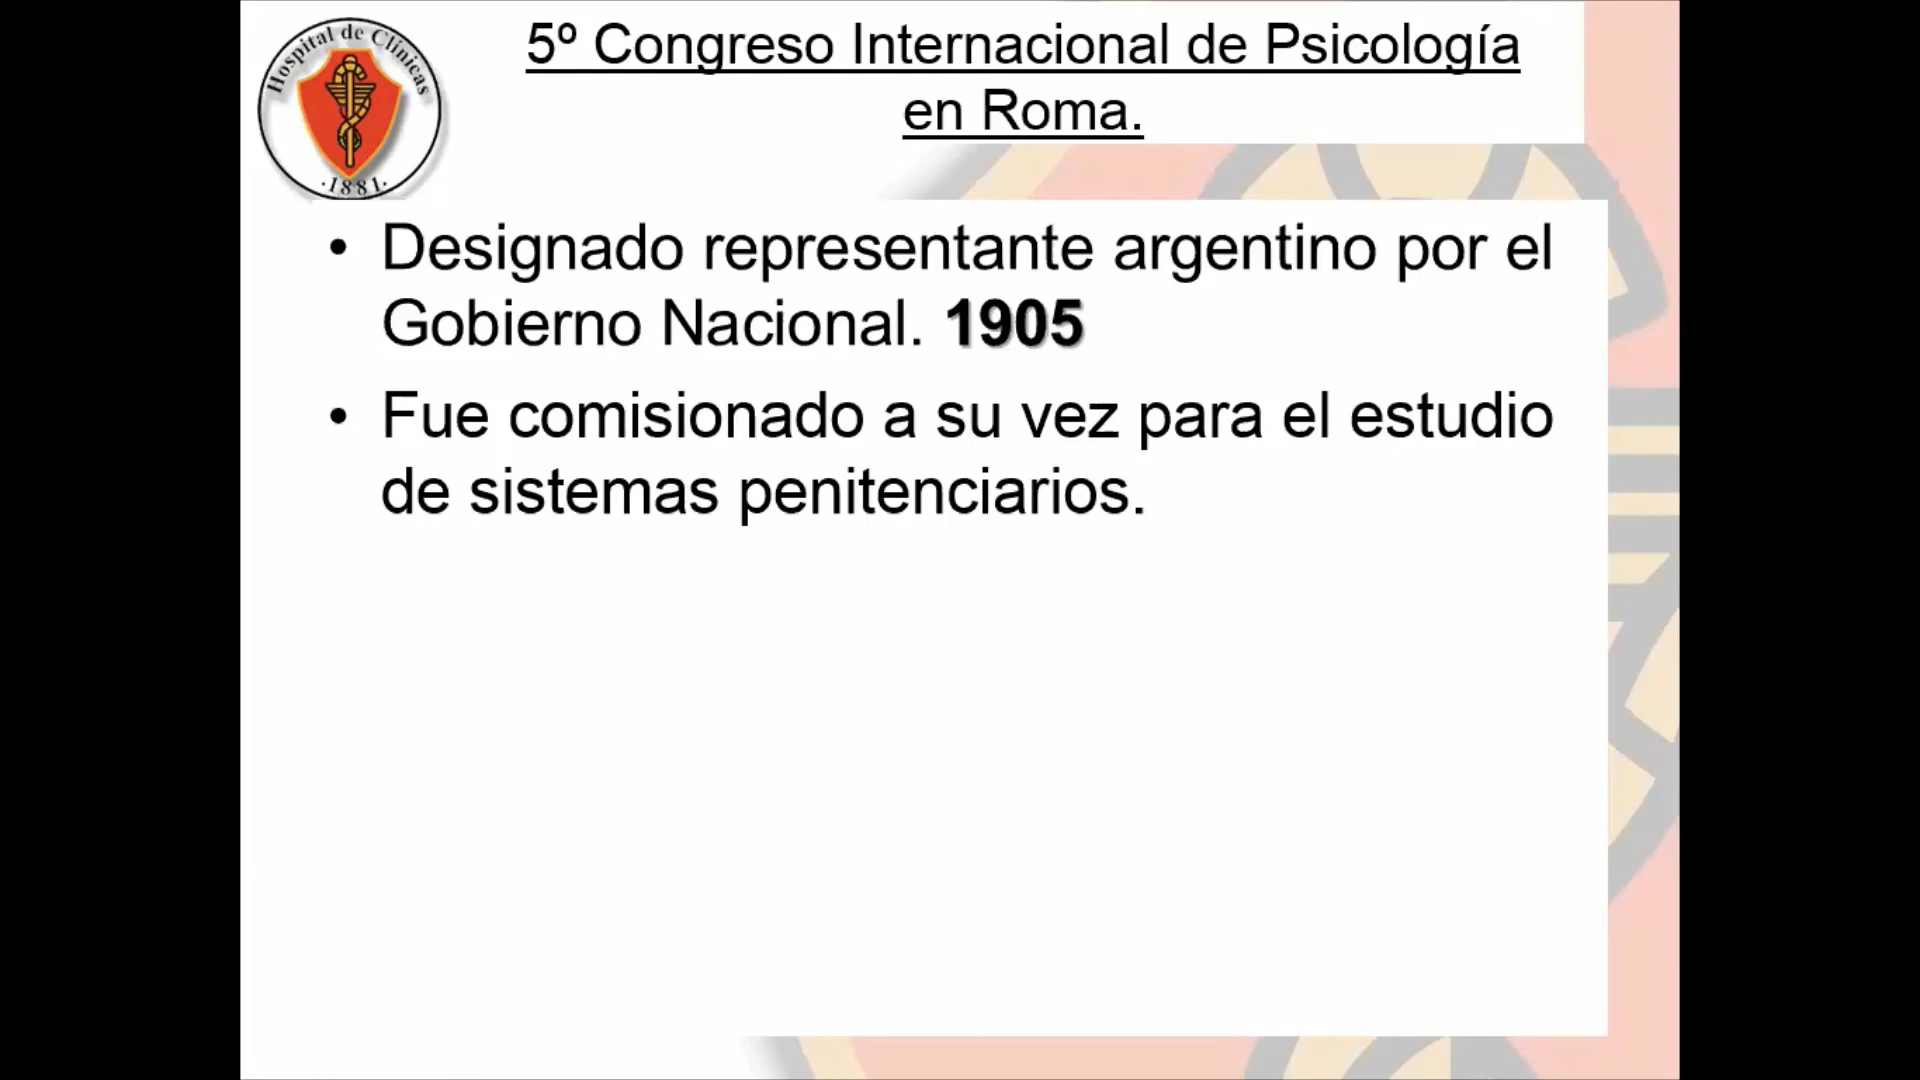 Hospital de Clínicas
·1881·
5º Congreso Internacional de Psicología
en Roma.
• Designado representante argentino por el
Gobierno Nacional. 1905
• Fue comisionado a su vez para el estudio
de sistemas penitenciarios.